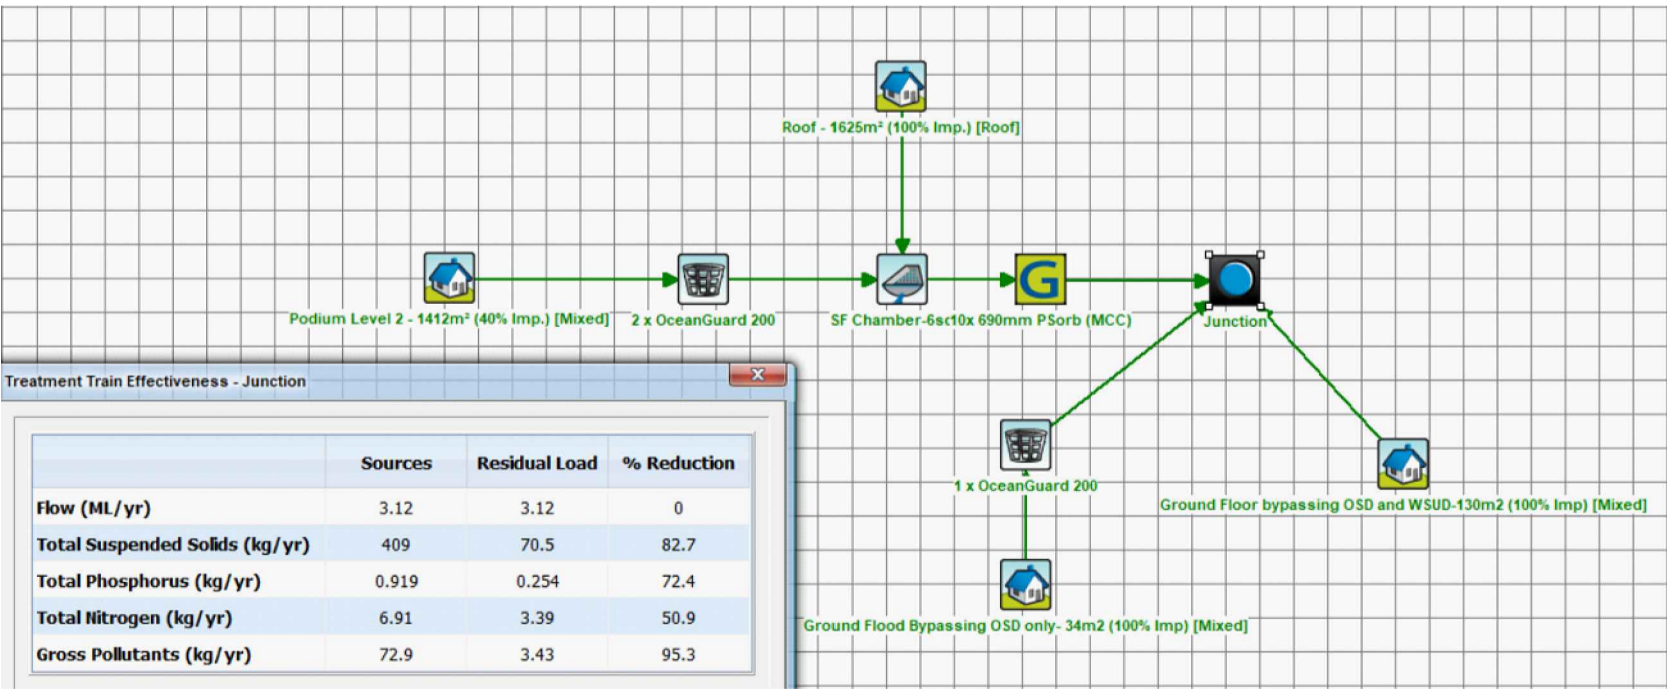 Roof - 1625m² (100% Imp.) [Roof]
Podium Level 2 - 1412m² (40% Imp.) [Mixed]
2 x OceanGuard 200
SF Chamber-6sc
10x 690mm PSorb (MCC)
Junction
G
Treatment Train Effectiveness - Junction
x
Sources Residual Load % Reduction
Flow (ML/yr) 3.12 3.12 0
Total Suspended Solids (kg/yr) 409 70.5 82.7
Total Phosphorus (kg/yr) 0.919 0.254 72.4
Total Nitrogen (kg/yr) 6.91 3.39 50.9
Gross Pollutants (kg/yr) 72.9 3.43 95.3
1 x OceanGuard 200
Ground Floor bypassing OSD and WSUD-130m2 (100% Imp) [Mixed]
Ground Flood Bypassing OSD only- 34m2 (100% Imp) [Mixed]